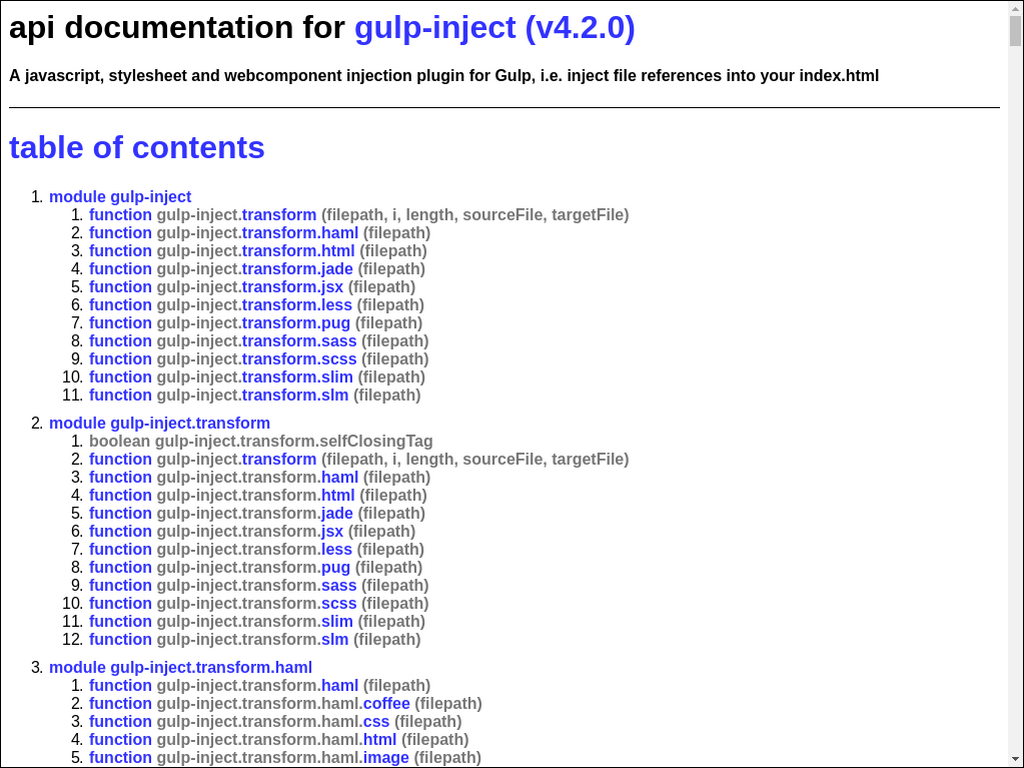 api documentation for gulp-inject (v4.2.0)
A javascript, stylesheet and webcomponent injection plugin for Gulp, i.e. inject file references into your index.html
table of contents
1. module gulp-inject
1. function gulp-inject.transform (filepath, i, length, sourceFile, targetFile)
2. function gulp-inject.transform.haml (filepath)
3. function gulp-inject.transform.html (filepath)
4. function gulp-inject.transform.jade (filepath)
5. function gulp-inject.transform.jsx (filepath)
6. function gulp-inject.transform.less (filepath)
7. function gulp-inject.transform.pug (filepath)
8. function gulp-inject.transform.sass (filepath)
9. function gulp-inject.transform.scss (filepath)
10. function gulp-inject.transform.slim (filepath)
11. function gulp-inject.transform.slm (filepath)
2. module gulp-inject.transform
1. boolean gulp-inject.transform.selfClosingTag
2. function gulp-inject.transform (filepath, i, length, sourceFile, targetFile)
3. function gulp-inject.transform.haml (filepath)
4. function gulp-inject.transform.html (filepath)
5. function gulp-inject.transform.jade (filepath)
6. function gulp-inject.transform.jsx (filepath)
7. function gulp-inject.transform.less (filepath)
8. function gulp-inject.transform.pug (filepath)
9. function gulp-inject.transform.sass (filepath)
10. function gulp-inject.transform.scss (filepath)
11. function gulp-inject.transform.slim (filepath)
12. function gulp-inject.transform.slm (filepath)
3. module gulp-inject.transform.haml
1. function gulp-inject.transform.haml (filepath)
2. function gulp-inject.transform.haml.coffee (filepath)
3. function gulp-inject.transform.haml.css (filepath)
4. function gulp-inject.transform.haml.html (filepath)
5. function gulp-inject.transform.haml.image (filepath)